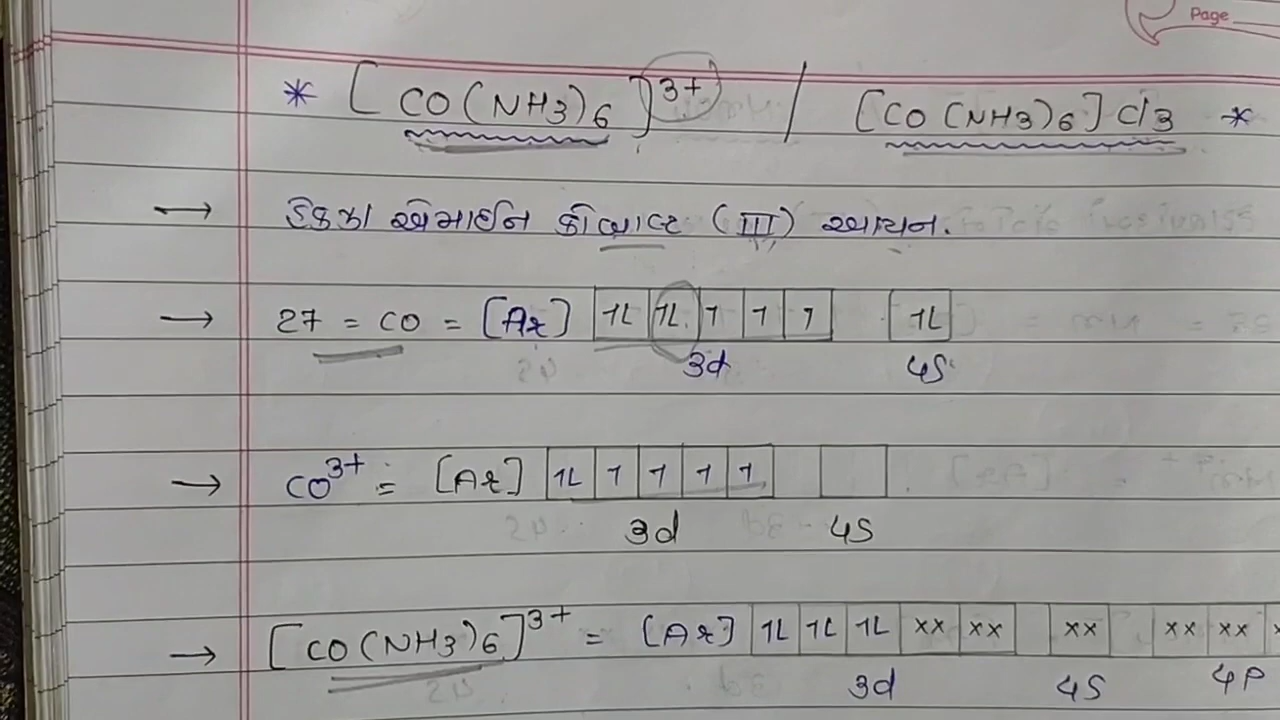 Page
* [CO(NH3)6]3+ / [CO(NH3)6]Cl3 *
→ હેક્ઝા એમાઈન કોબાલ્ટ (III) આયન.
→ 27 = CO = [Ar] 1L 1L 1 1 1 1L
3d 4S
→ CO3+ = [Ar] 1L 1 1 1 1
3d 4S
→ [CO(NH3)6]3+ = [Ar] 1L 1L 1L xx xx xx xx xx x
3d 4S 4P